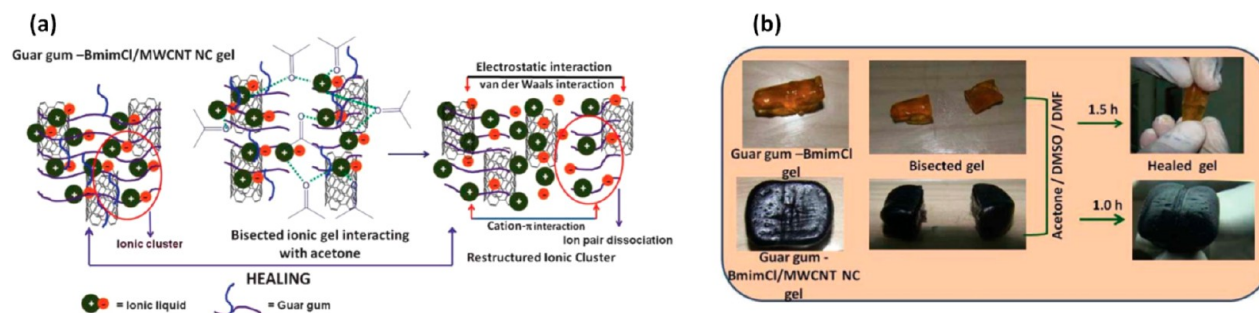 (a)
Guar gum –BmimCl/MWCNT NC gel
Ionic cluster
Bisected ionic gel interacting
with acetone
Electrostatic interaction
van der Waals interaction
Cation-π interaction
Ion pair dissociation
Restructured Ionic Cluster
HEALING
= Ionic liquid
= Guar gum
(b)
Guar gum –BmimCl
gel
Bisected gel
Acetone / DMSO / DMF
1.5 h
Healed gel
1.0 h
Guar gum -
BmimCl/MWCNT NC
gel